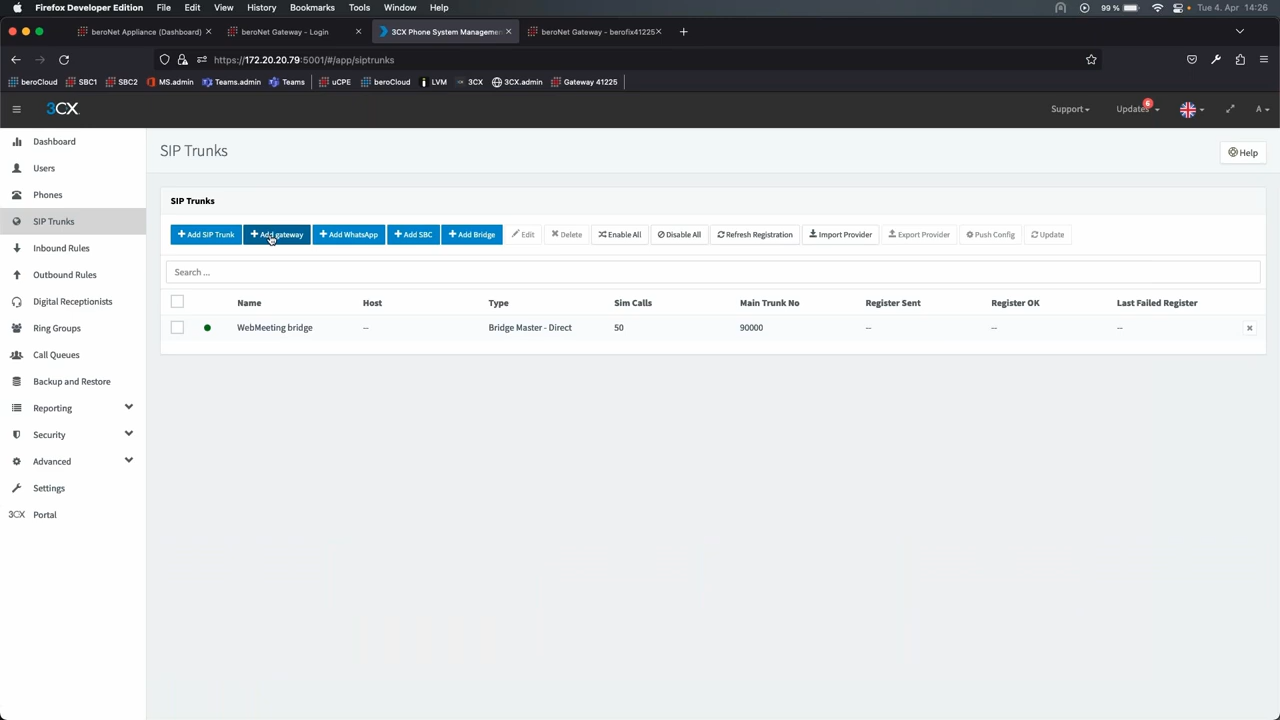 Firefox Developer Edition File Edit View History Bookmarks Tools Window Help 99 % Tue 4. Apr. 14:26
beroNet Appliance (Dashboard) beroNet Gateway - Login 3CX Phone System Managemen beroNet Gateway - berofix41225
https://172.20.20.79:5001/#/app/siptrunks
beroCloud SBC1 SBC2 MS.admin Teams.admin Teams uCPE beroCloud LVM 3CX 3CX.admin Gateway 41225
3CX Support Updates 6 A
Dashboard
Users
Phones
SIP Trunks
Inbound Rules
Outbound Rules
Digital Receptionists
Ring Groups
Call Queues
Backup and Restore
Reporting
Security
Advanced
Settings
3CX Portal
SIP Trunks
Help
SIP Trunks
Add SIP Trunk Add gateway Add WhatsApp Add SBC Add Bridge Edit Delete Enable All Disable All Refresh Registration Import Provider Export Provider Push Config Update
Search ...
Name Host Type Sim Calls Main Trunk No Register Sent Register OK Last Failed Register
WebMeeting bridge -- Bridge Master - Direct 50 90000 -- -- --